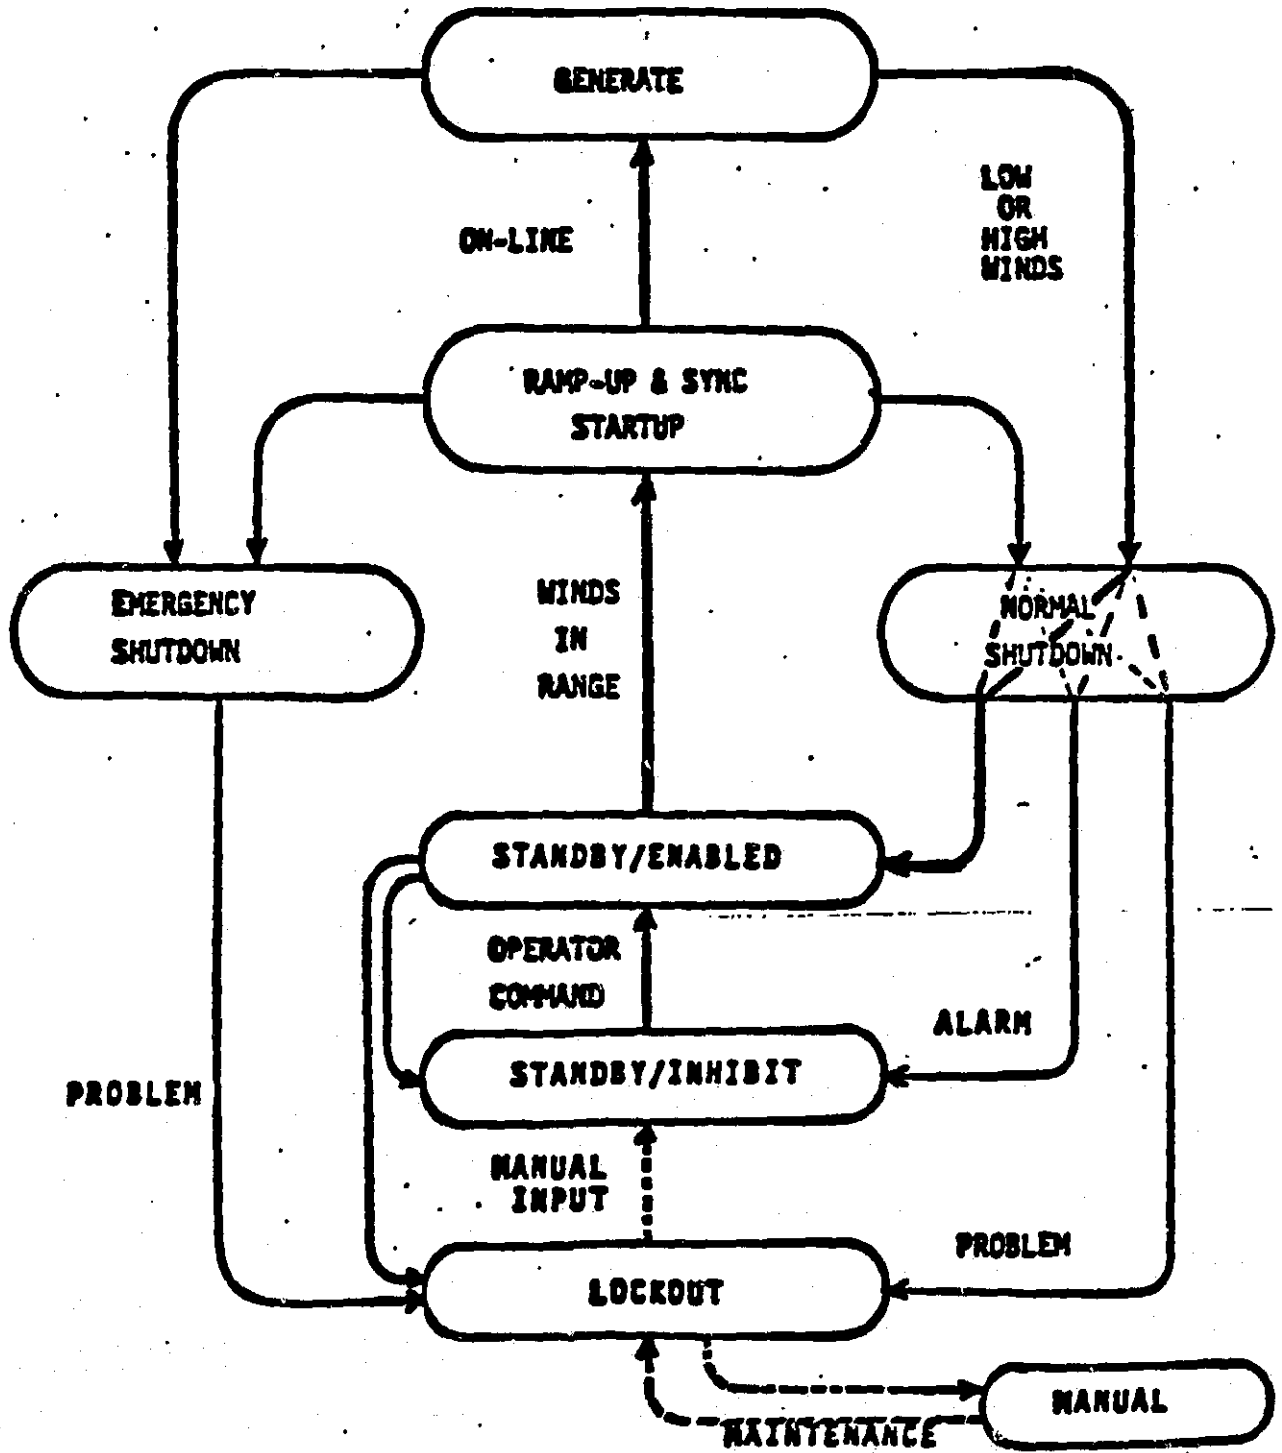 GENERATE
LOW
OR
HIGH
WINDS
ON-LINE
RAMP-UP & SYNC
STARTUP
EMERGENCY
SHUTDOWN
WINDS
IN
RANGE
NORMAL
SHUTDOWN
STANDBY/ENABLED
OPERATOR
COMMAND
ALARM
STANDBY/INHIBIT
PROBLEM
MANUAL
INPUT
PROBLEM
LOCKOUT
MANUAL
MAINTENANCE